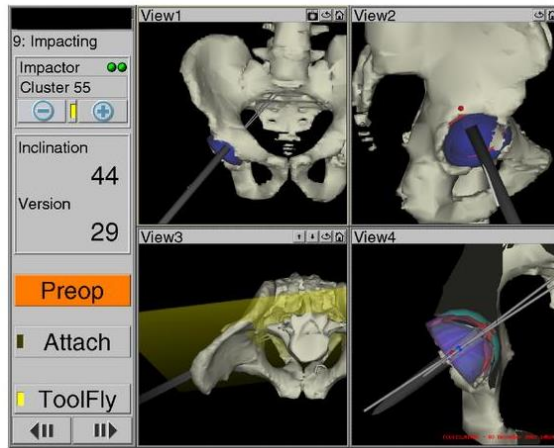 9: Impacting
Impactor
Cluster 55
Inclination
44
Version
29
Preop
Attach
ToolFly
View1
View2
View3
View4